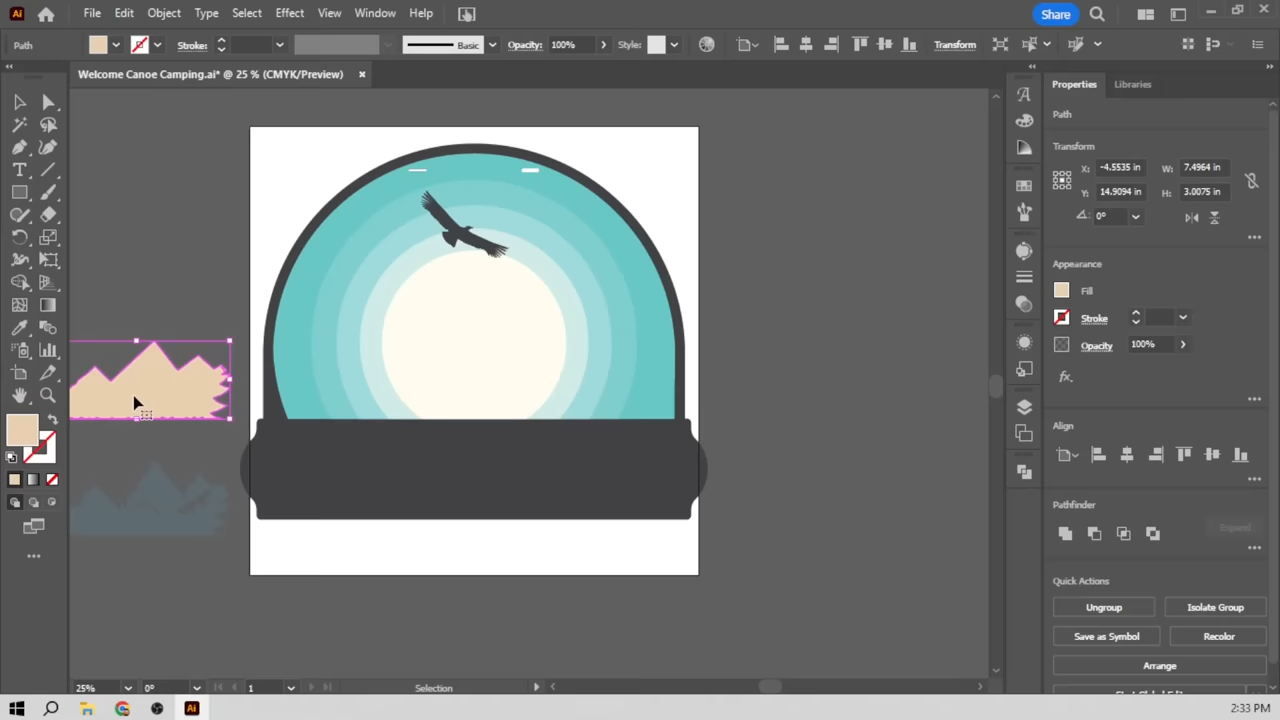 Ai File Edit Object Type Select Effect View Window Help Share
Path Stroke: Basic Opacity: 100% Style: Transform
Welcome Canoe Camping.ai* @ 25 % (CMYK/Preview)
Properties Libraries
Path
Transform
X: -4.5535 in W: 7.4964 in
Y: 14.9094 in H: 3.0075 in
0°
Appearance
Fill
Stroke
Opacity 100%
fx.
Align
Pathfinder
Expand
Quick Actions
Ungroup Isolate Group
Save as Symbol Recolor
Arrange
25% 0° 1 Selection
Ai 2:33 PM